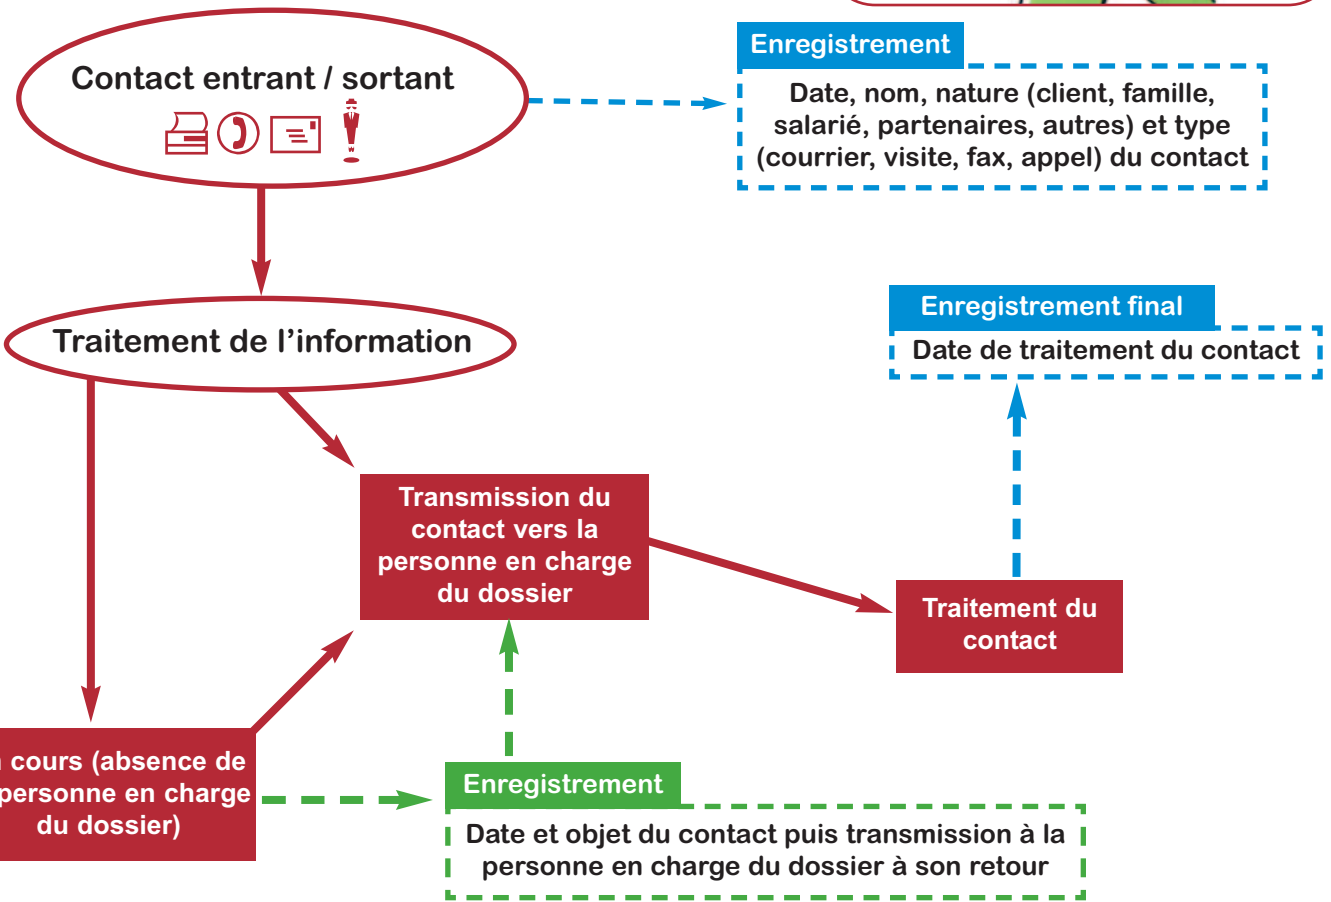 Contact entrant / sortant
Enregistrement
Date, nom, nature (client, famille,
salarié, partenaires, autres) et type
(courrier, visite, fax, appel) du contact
Traitement de l’information
Enregistrement final
Date de traitement du contact
Transmission du
contact vers la
personne en charge
du dossier
Traitement du
contact
cours (absence de
personne en charge
du dossier)
Enregistrement
Date et objet du contact puis transmission à la
personne en charge du dossier à son retour